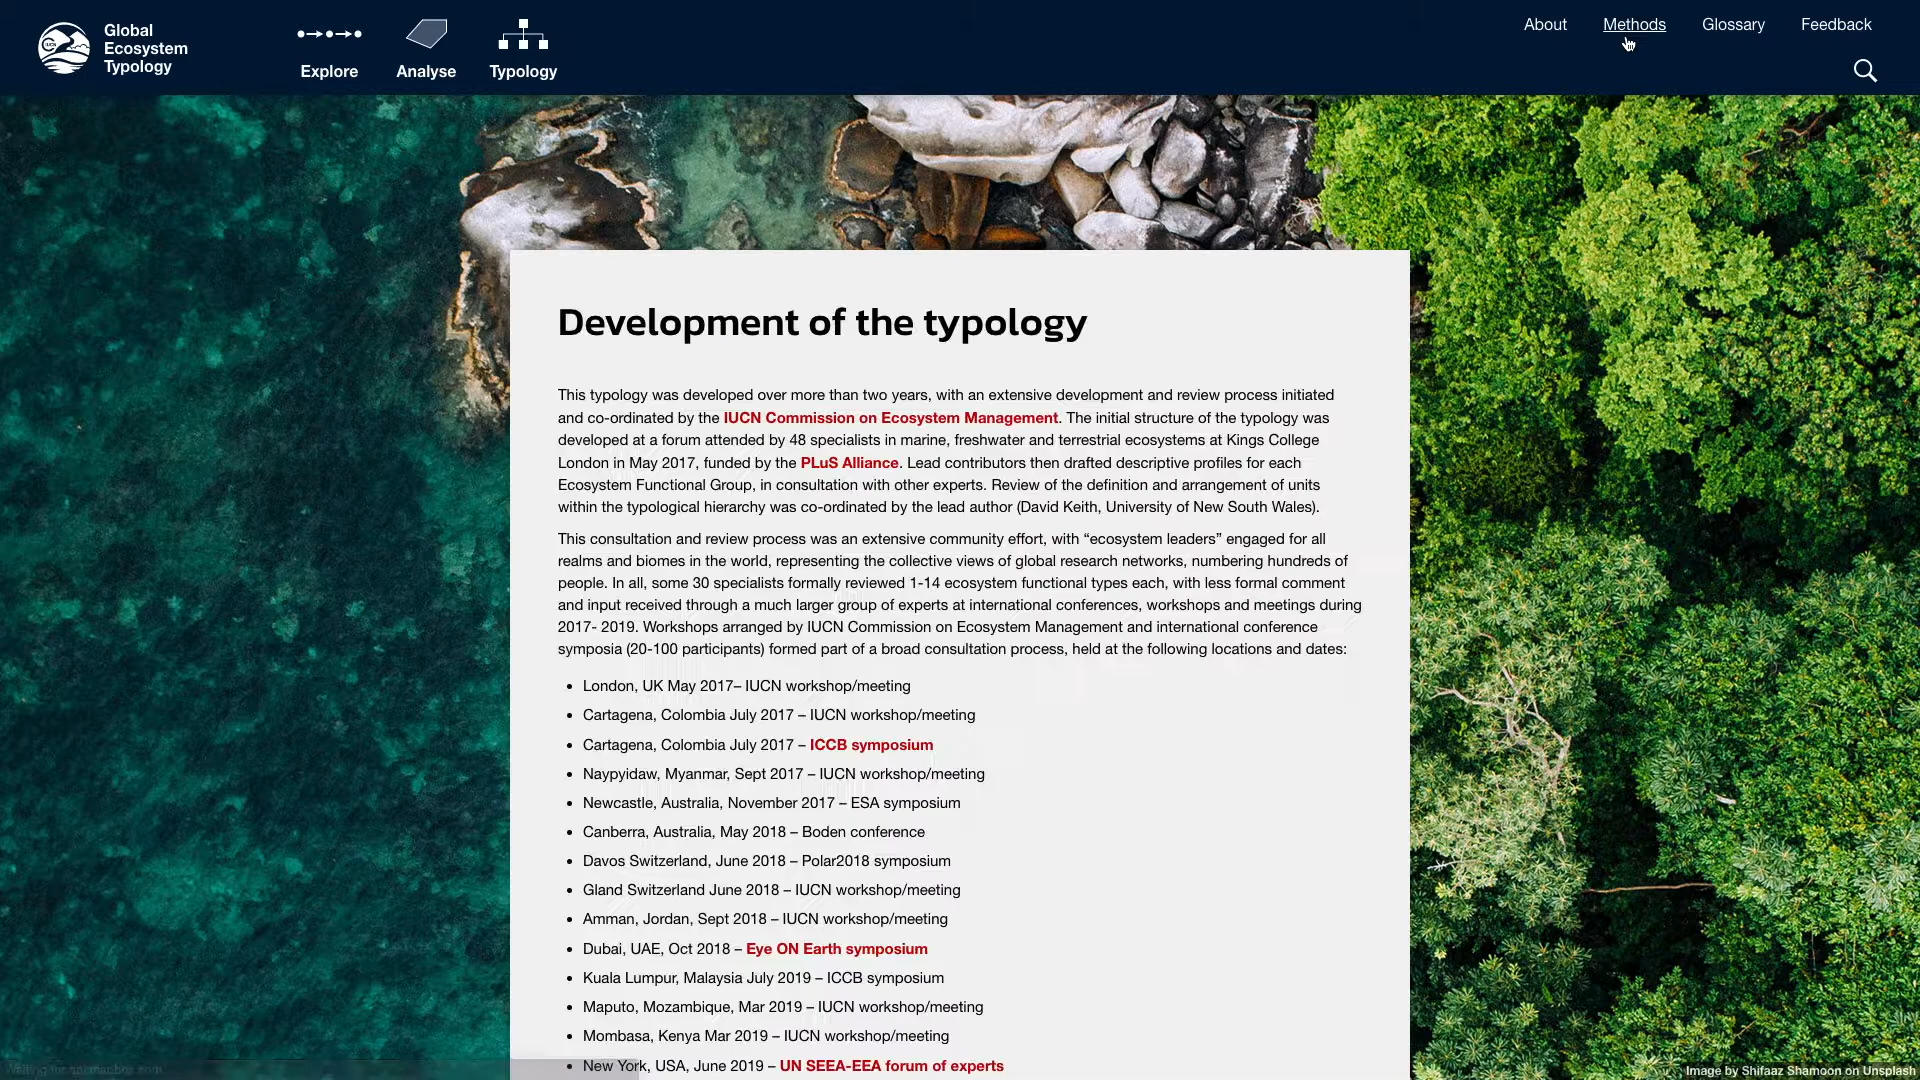 Global
Ecosystem
Typology
Explore
Analyse
Typology
About
Methods
Glossary
Feedback
Development of the typology
This typology was developed over more than two years, with an extensive development and review process initiated
and co-ordinated by the IUCN Commission on Ecosystem Management. The initial structure of the typology was
developed at a forum attended by 48 specialists in marine, freshwater and terrestrial ecosystems at Kings College
London in May 2017, funded by the PLuS Alliance. Lead contributors then drafted descriptive profiles for each
Ecosystem Functional Group, in consultation with other experts. Review of the definition and arrangement of units
within the typological hierarchy was co-ordinated by the lead author (David Keith, University of New South Wales).
This consultation and review process was an extensive community effort, with “ecosystem leaders” engaged for all
realms and biomes in the world, representing the collective views of global research networks, numbering hundreds of
people. In all, some 30 specialists formally reviewed 1-14 ecosystem functional types each, with less formal comment
and input received through a much larger group of experts at international conferences, workshops and meetings during
2017- 2019. Workshops arranged by IUCN Commission on Ecosystem Management and international conference
symposia (20-100 participants) formed part of a broad consultation process, held at the following locations and dates:
• London, UK May 2017– IUCN workshop/meeting
• Cartagena, Colombia July 2017 – IUCN workshop/meeting
• Cartagena, Colombia July 2017 – ICCB symposium
• Naypyidaw, Myanmar, Sept 2017 – IUCN workshop/meeting
• Newcastle, Australia, November 2017 – ESA symposium
• Canberra, Australia, May 2018 – Boden conference
• Davos Switzerland, June 2018 – Polar2018 symposium
• Gland Switzerland June 2018 – IUCN workshop/meeting
• Amman, Jordan, Sept 2018 – IUCN workshop/meeting
• Dubai, UAE, Oct 2018 – Eye ON Earth symposium
• Kuala Lumpur, Malaysia July 2019 – ICCB symposium
• Maputo, Mozambique, Mar 2019 – IUCN workshop/meeting
• Mombasa, Kenya Mar 2019 – IUCN workshop/meeting
• New York, USA, June 2019 – UN SEEA-EEA forum of experts
Waiting for
Image by Shifaaz Shamoon on Unsplash